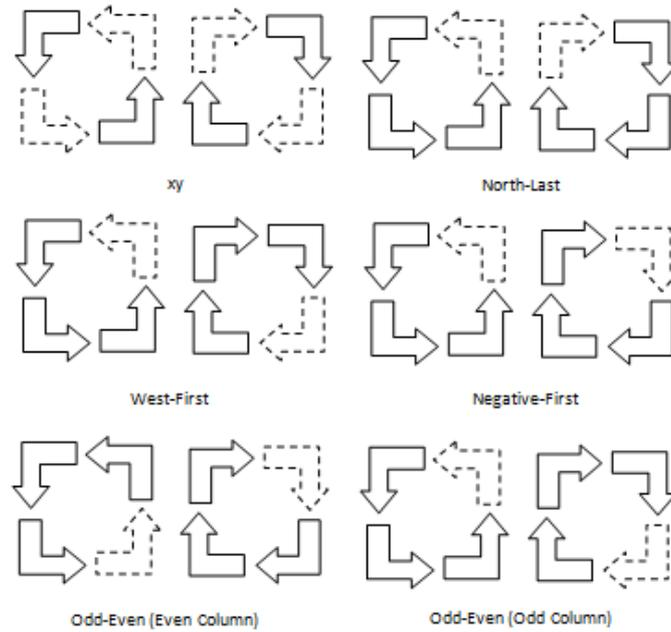 xy
North-Last
West-First
Negative-First
Odd-Even (Even Column)
Odd-Even (Odd Column)